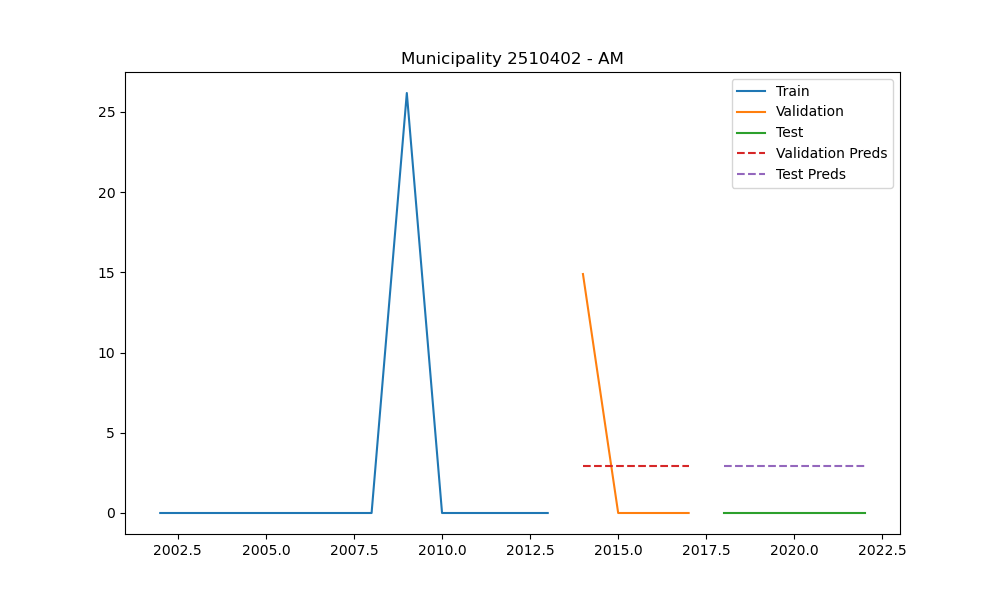 Municipality 2510402 - AM
25
20
15
10
5
0
Train
Validation
Test
Validation Preds
Test Preds
2002.5 2005.0 2007.5 2010.0 2012.5 2015.0 2017.5 2020.0 2022.5